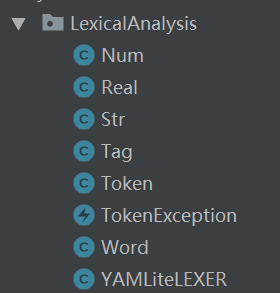 LexicalAnalysis
Num
Real
Str
Tag
Token
TokenException
Word
YAMLiteLEXER